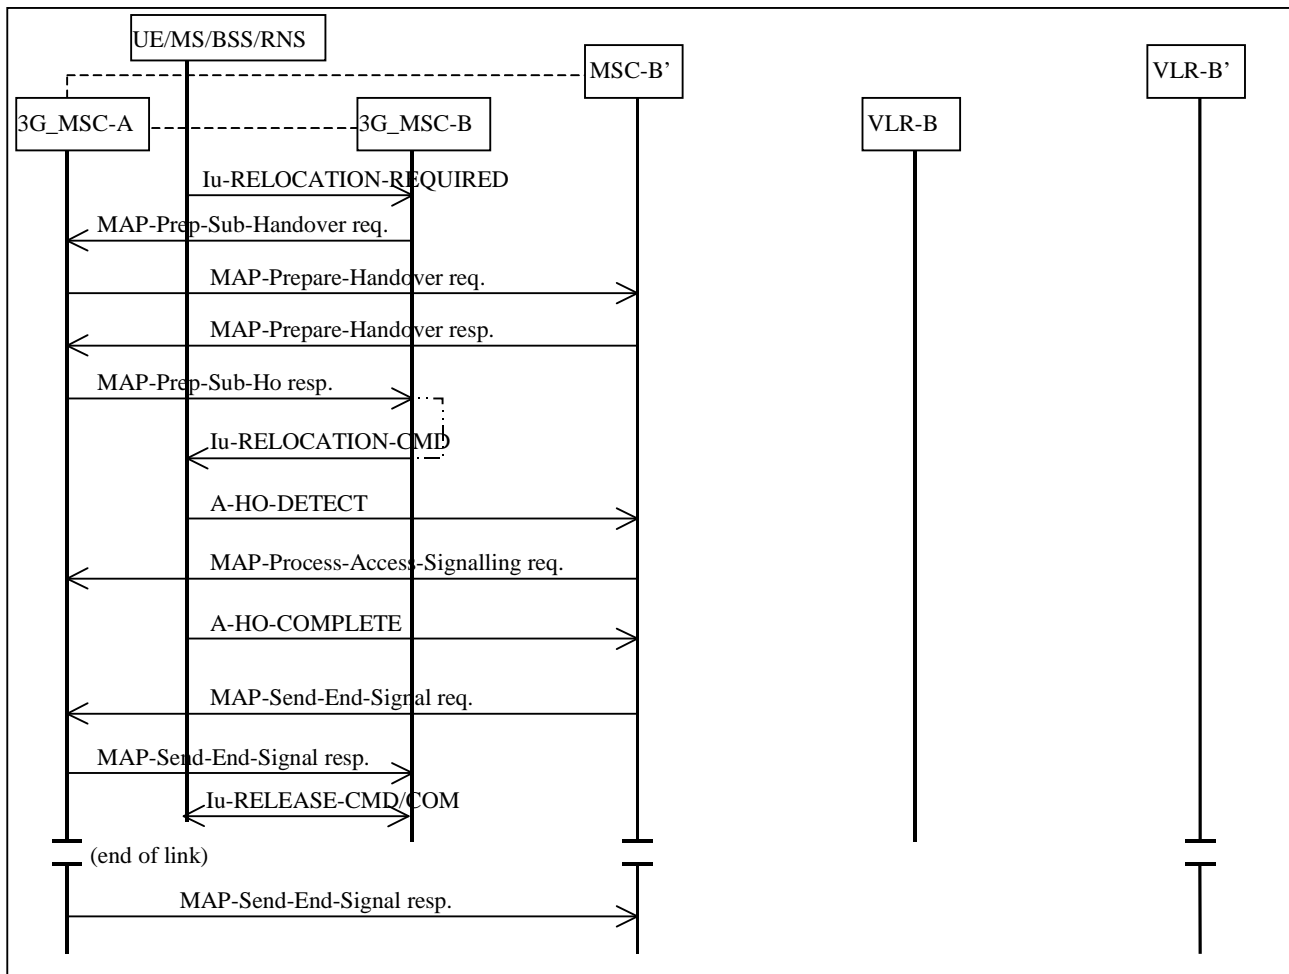 UE/MS/BSS/RNS
MSC-B’
VLR-B’
3G_MSC-A
3G_MSC-B
VLR-B
Iu-RELOCATION-REQUIRED
MAP-Prep-Sub-Handover req.
MAP-Prepare-Handover req.
MAP-Prepare-Handover resp.
MAP-Prep-Sub-Ho resp.
Iu-RELOCATION-CMD
A-HO-DETECT
MAP-Process-Access-Signalling req.
A-HO-COMPLETE
MAP-Send-End-Signal req.
MAP-Send-End-Signal resp.
Iu-RELEASE-CMD/COM
(end of link)
MAP-Send-End-Signal resp.